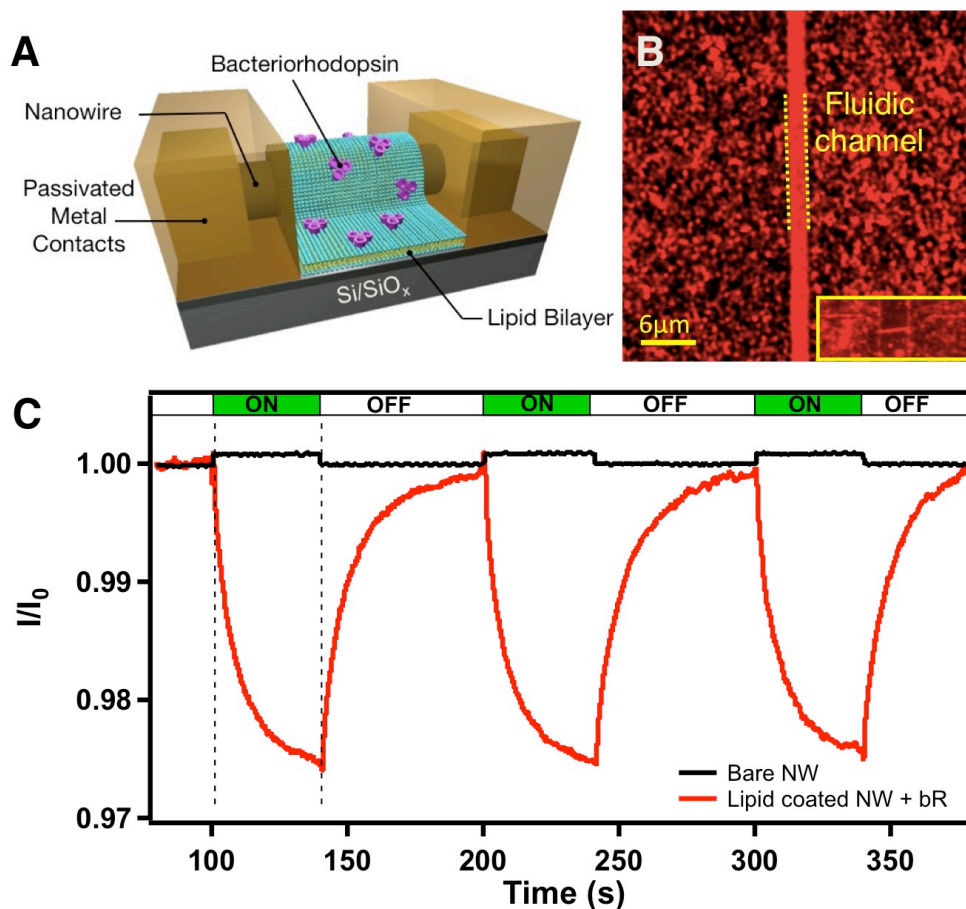 A
Bacteriorhodopsin
Nanowire
Passivated
Metal
Contacts
Si/SiOₓ
Lipid Bilayer
B
Fluidic
channel
6μm
C
ON OFF ON OFF ON OFF
1.00
0.99
0.98
0.97
I/I₀
Bare NW
Lipid coated NW + bR
100 150 200 250 300 350
Time (s)